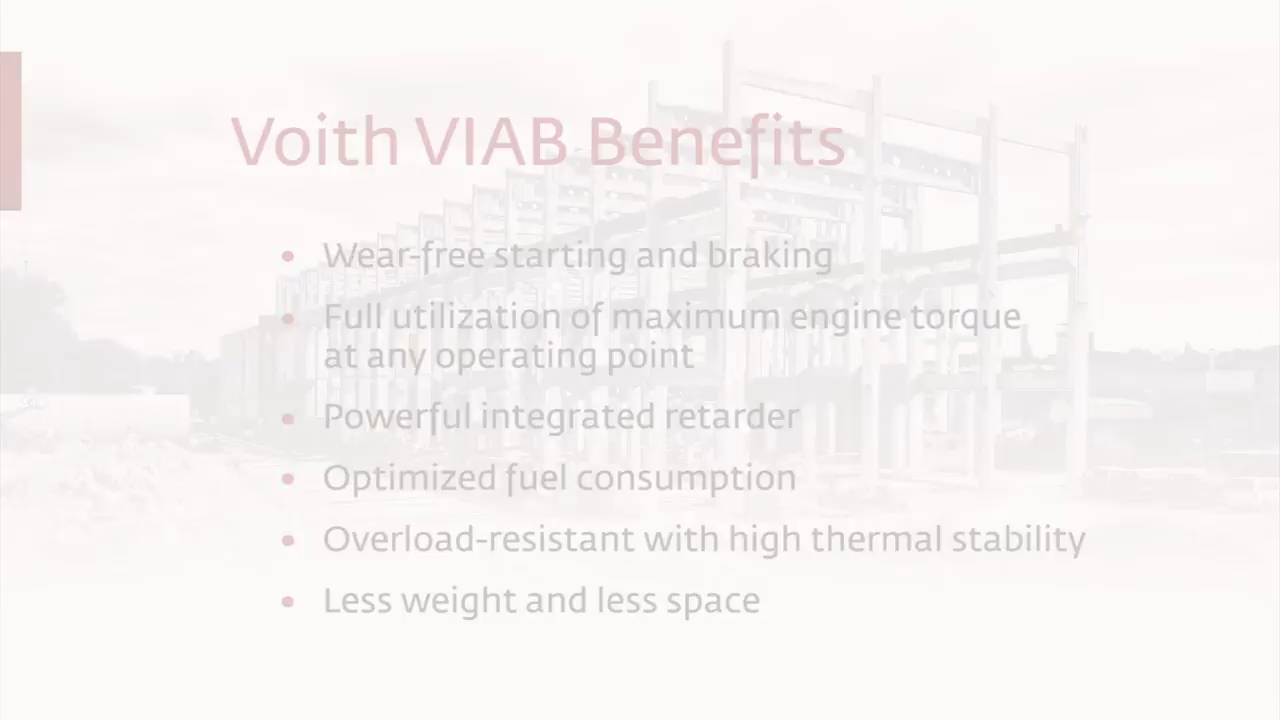 Voith VIAB Benefits
• Wear-free starting and braking
• Full utilization of maximum engine torque
at any operating point
• Powerful integrated retarder
• Optimized fuel consumption
• Overload-resistant with high thermal stability
• Less weight and less space